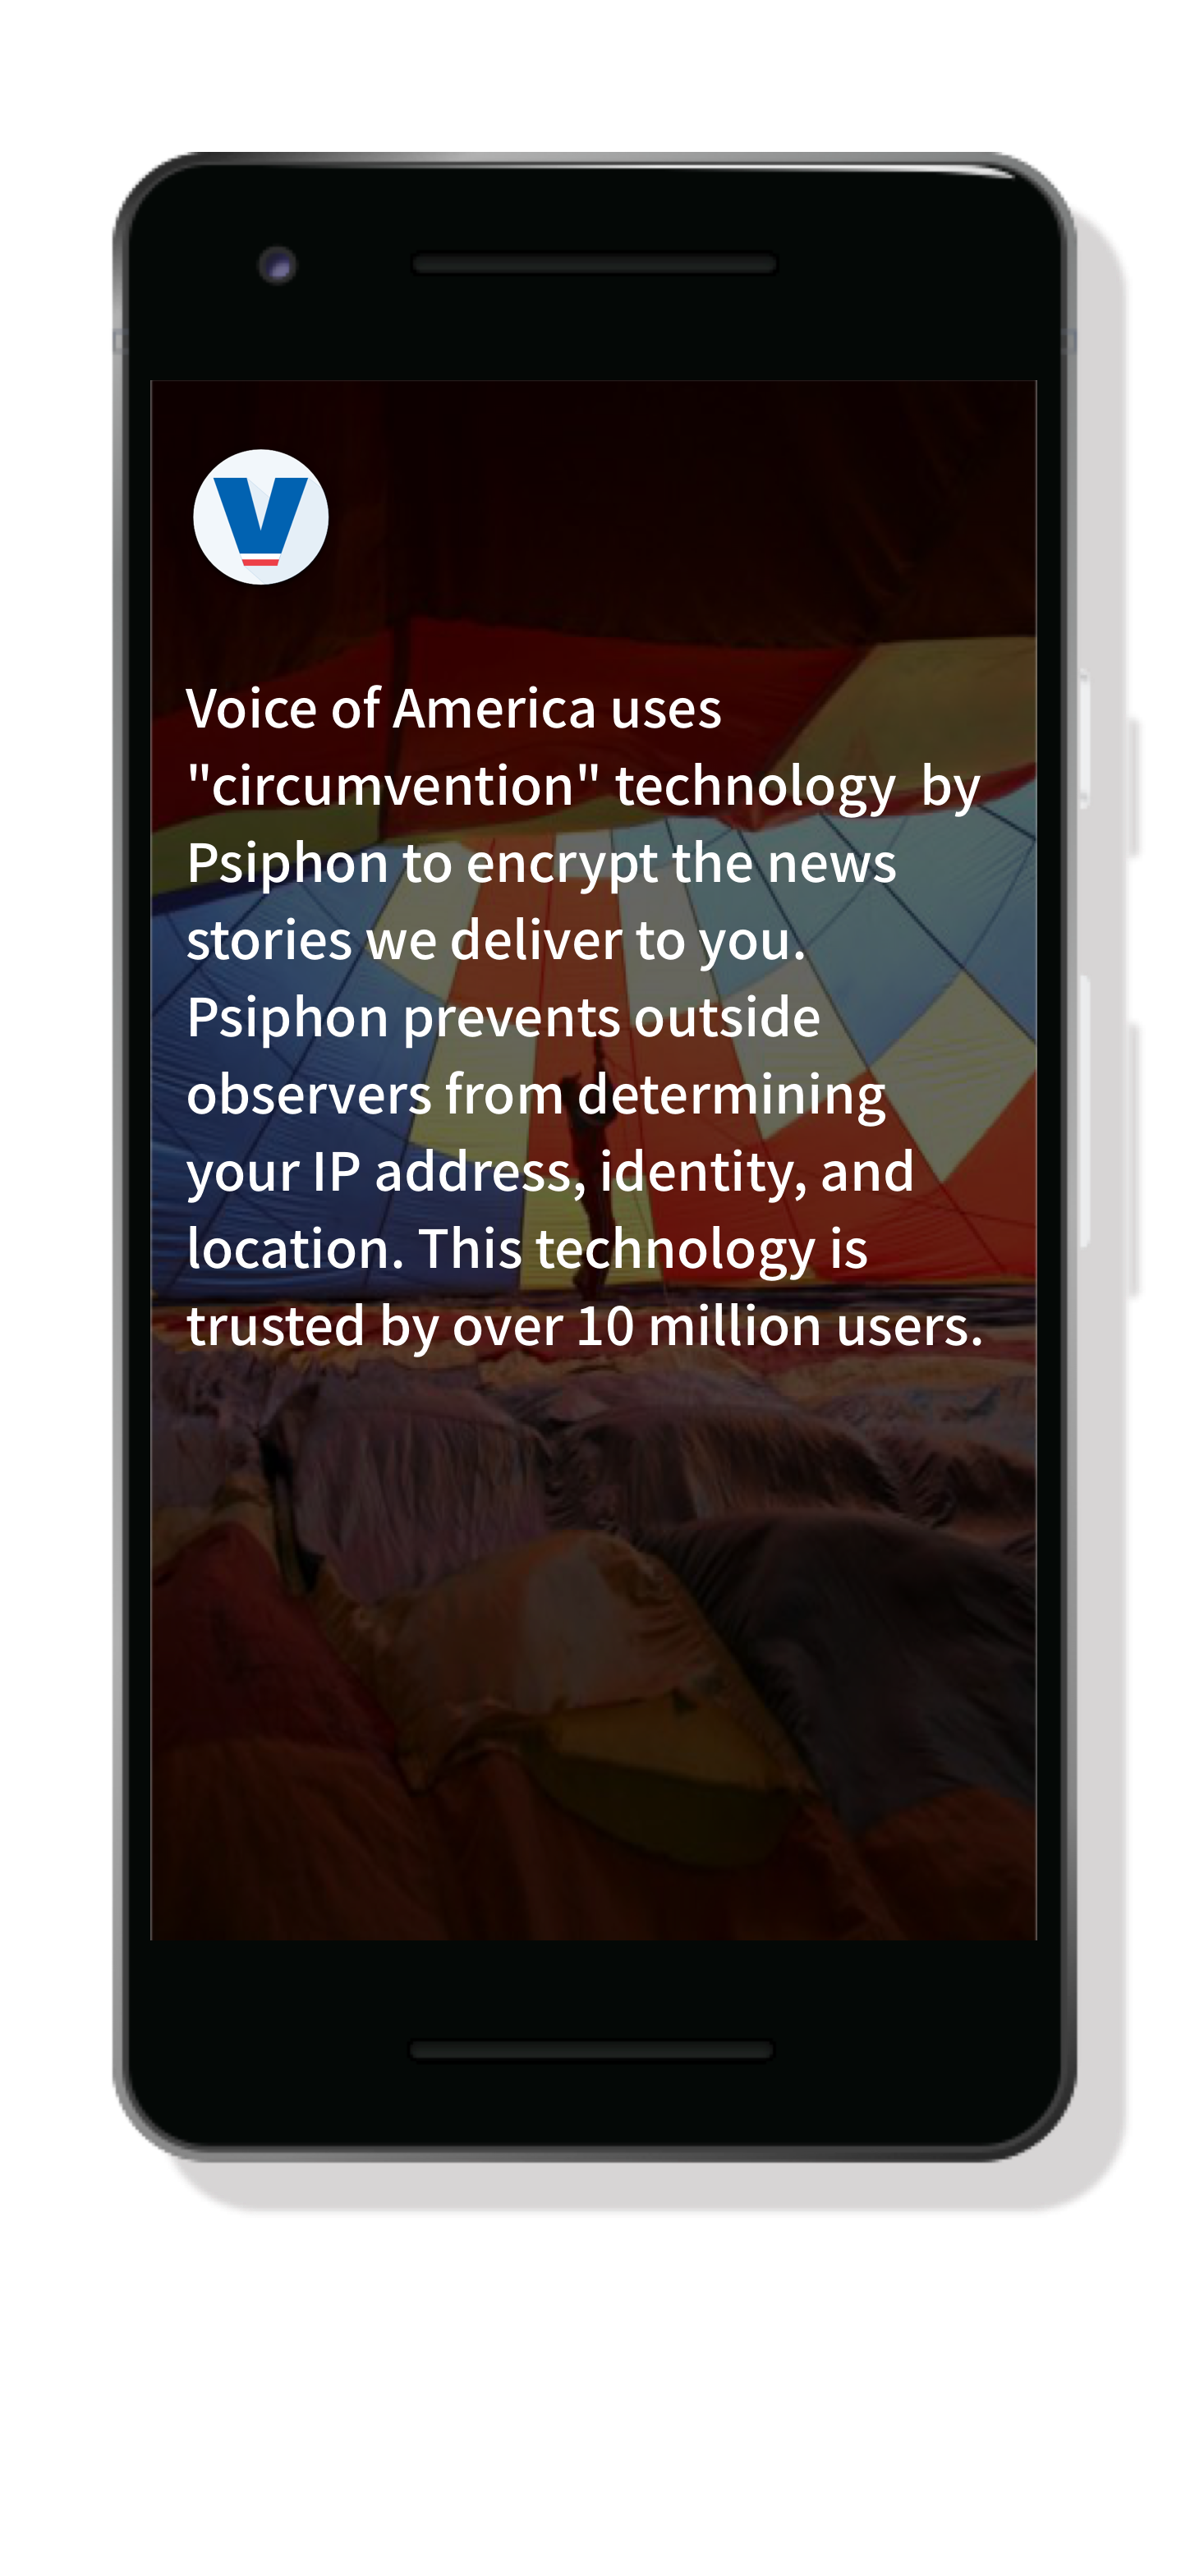 V
Voice of America uses
"circumvention" technology  by
Psiphon to encrypt the news
stories we deliver to you.
Psiphon prevents outside
observers from determining
your IP address, identity, and
location. This technology is
trusted by over 10 million users.